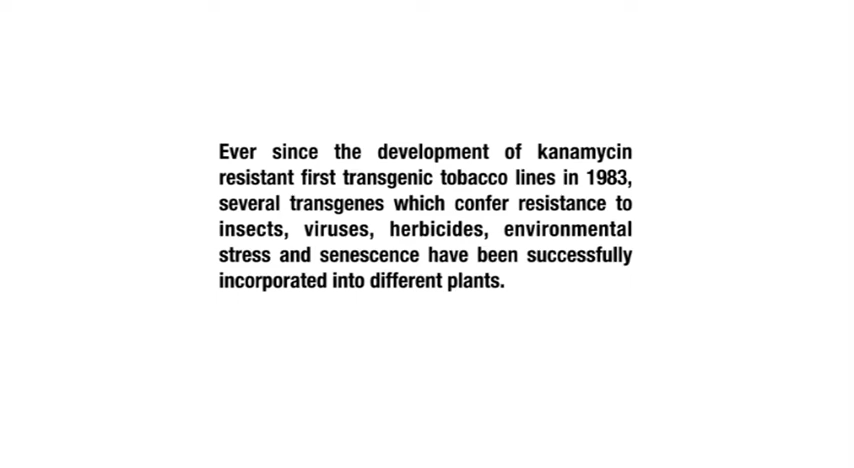 Ever since the development of kanamycin
resistant first transgenic tobacco lines in 1983,
several transgenes which confer resistance to
insects, viruses, herbicides, environmental
stress and senescence have been successfully
incorporated into different plants.